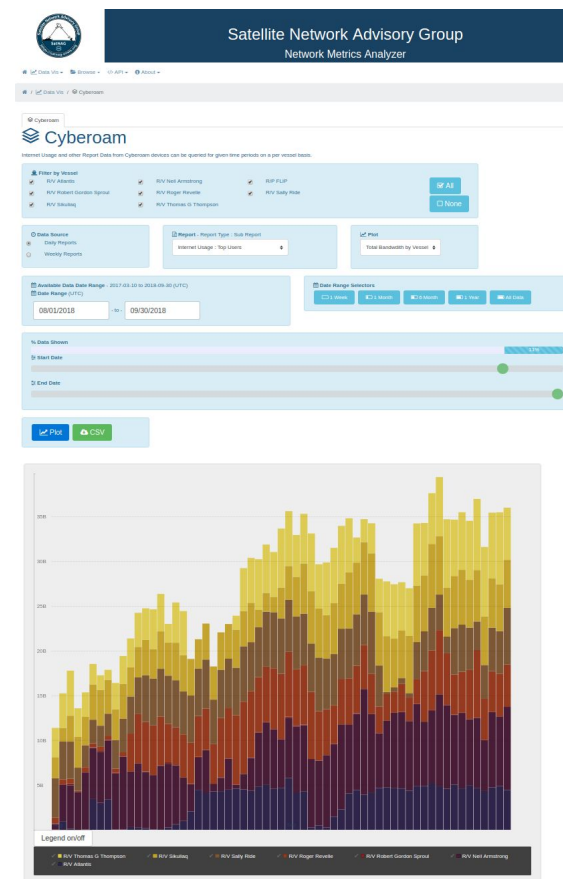 SatNAG
Satellite Network Advisory Group
Network Metrics Analyzer
Data Vis Browse API About
/ Data Vis / Cyberoam
Cyberoam
Cyberoam
Internet Usage and other Report Data from Cyberoam devices can be queried for given time periods on a per vessel basis.
Filter by Vessel
R/V Atlantis R/V Neil Armstrong R/P FLIP
R/V Robert Gordon Sproul R/V Roger Revelle R/V Sally Ride
R/V Sikuliaq R/V Thomas G Thompson
All
None
Data Source
Daily Reports
Weekly Reports
Report - Report Type : Sub Report
Internet Usage : Top Users
Plot
Total Bandwidth by Vessel
Available Data Date Range - 2017-03-10 to 2018-09-30 (UTC)
Date Range (UTC)
08/01/2018 - to - 09/30/2018
Date Range Selectors
1 Week 1 Month 6 Month 1 Year All Data
% Data Shown
Start Date
End Date
Plot CSV
35B
30B
25B
20B
15B
10B
5B
Legend on/off
R/V Thomas G Thompson R/V Sikuliaq R/V Sally Ride R/V Roger Revelle R/V Robert Gordon Sproul R/V Neil Armstrong
R/V Atlantis